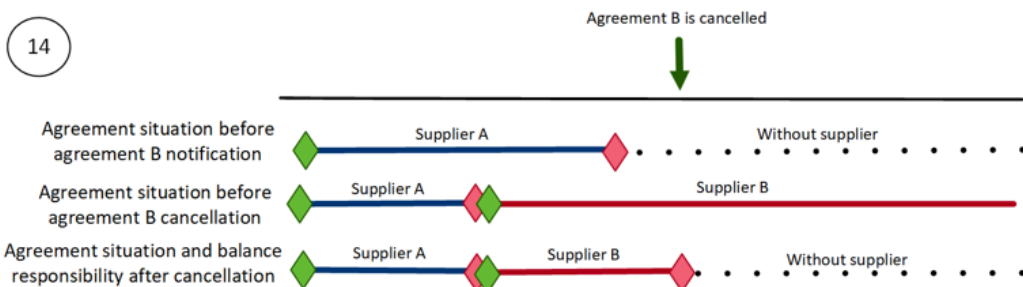 Agreement B is cancelled
14
Agreement situation before
agreement B notification
Supplier A
Without supplier
Agreement situation before
agreement B cancellation
Supplier A
Supplier B
Agreement situation and balance
responsibility after cancellation
Supplier A
Supplier B
Without supplier